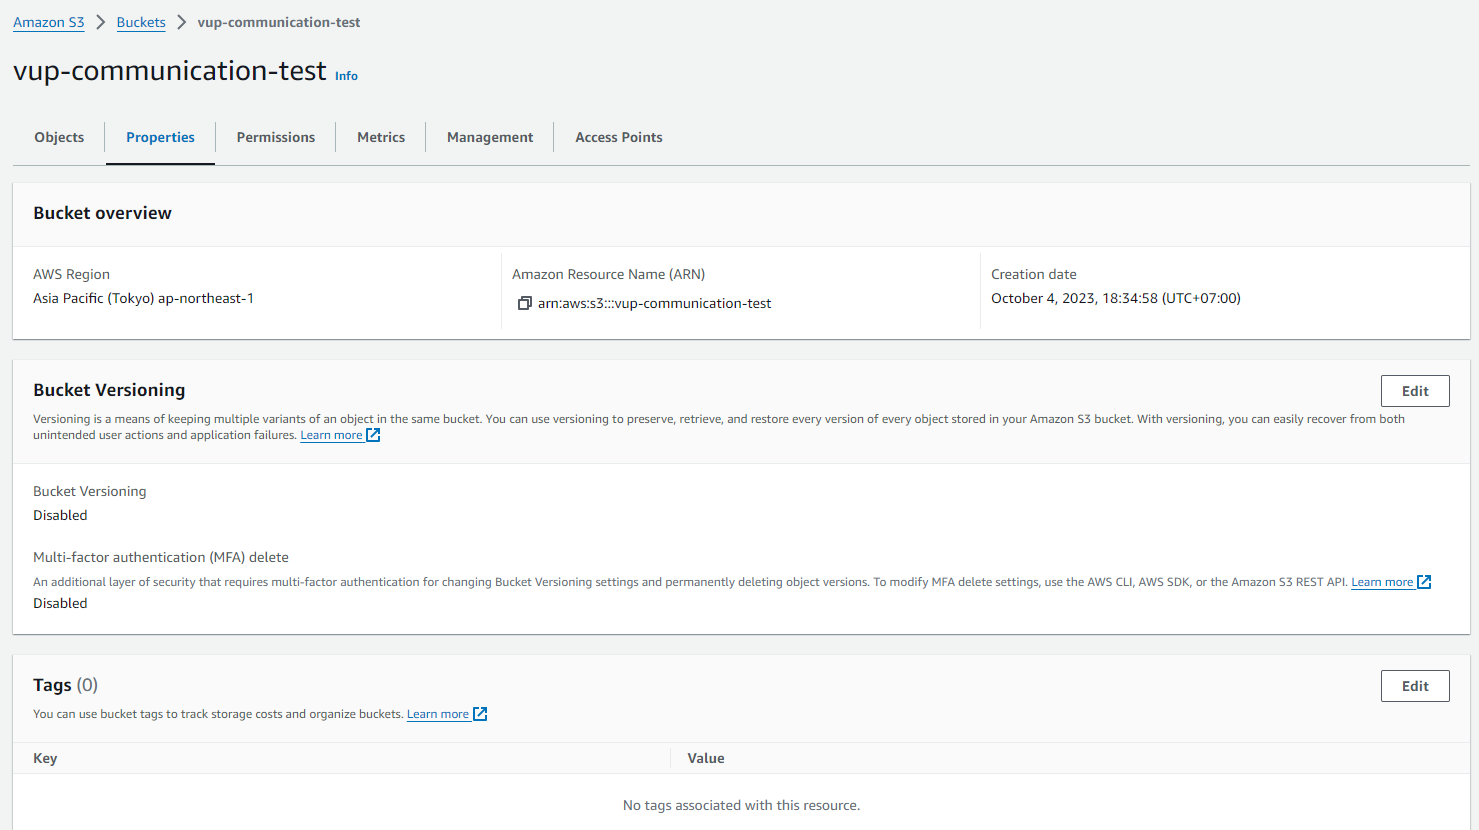 Amazon S3 > Buckets > vup-communication-test
vup-communication-test Info
Objects Properties Permissions Metrics Management Access Points
Bucket overview
AWS Region
Asia Pacific (Tokyo) ap-northeast-1
Amazon Resource Name (ARN)
arn:aws:s3:::vup-communication-test
Creation date
October 4, 2023, 18:34:58 (UTC+07:00)
Bucket Versioning
Edit
Versioning is a means of keeping multiple variants of an object in the same bucket. You can use versioning to preserve, retrieve, and restore every version of every object stored in your Amazon S3 bucket. With versioning, you can easily recover from both
unintended user actions and application failures. Learn more
Bucket Versioning
Disabled
Multi-factor authentication (MFA) delete
An additional layer of security that requires multi-factor authentication for changing Bucket Versioning settings and permanently deleting object versions. To modify MFA delete settings, use the AWS CLI, AWS SDK, or the Amazon S3 REST API. Learn more
Disabled
Tags (0)
Edit
You can use bucket tags to track storage costs and organize buckets. Learn more
Key Value
No tags associated with this resource.